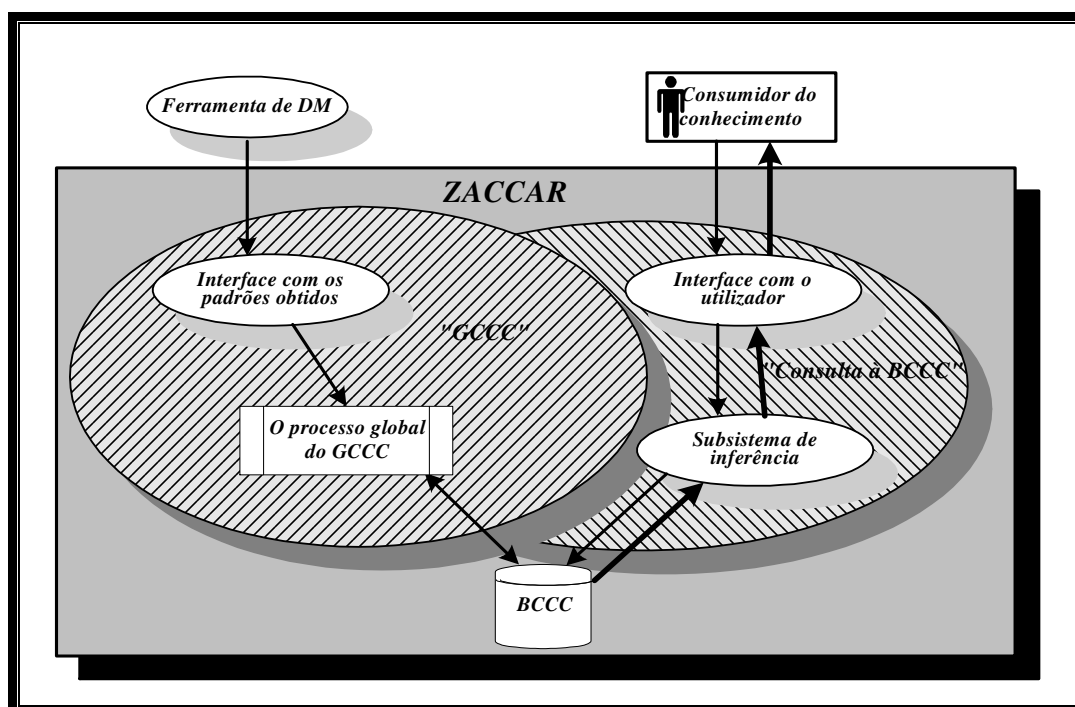 Ferramenta de DM
Consumidor do
conhecimento
ZACCAR
Interface com os
padrões obtidos
Interface com o
utilizador
"GCCC"
"Consulta à BCCC"
O processo global
do GCCC
Subsistema de
inferência
BCCC